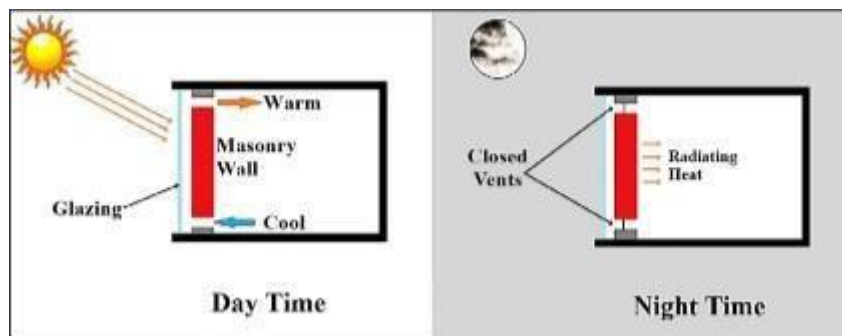 Warm
Masonry
Wall
Glazing
Cool
Day Time
Closed
Vents
Radiating
Heat
Night Time